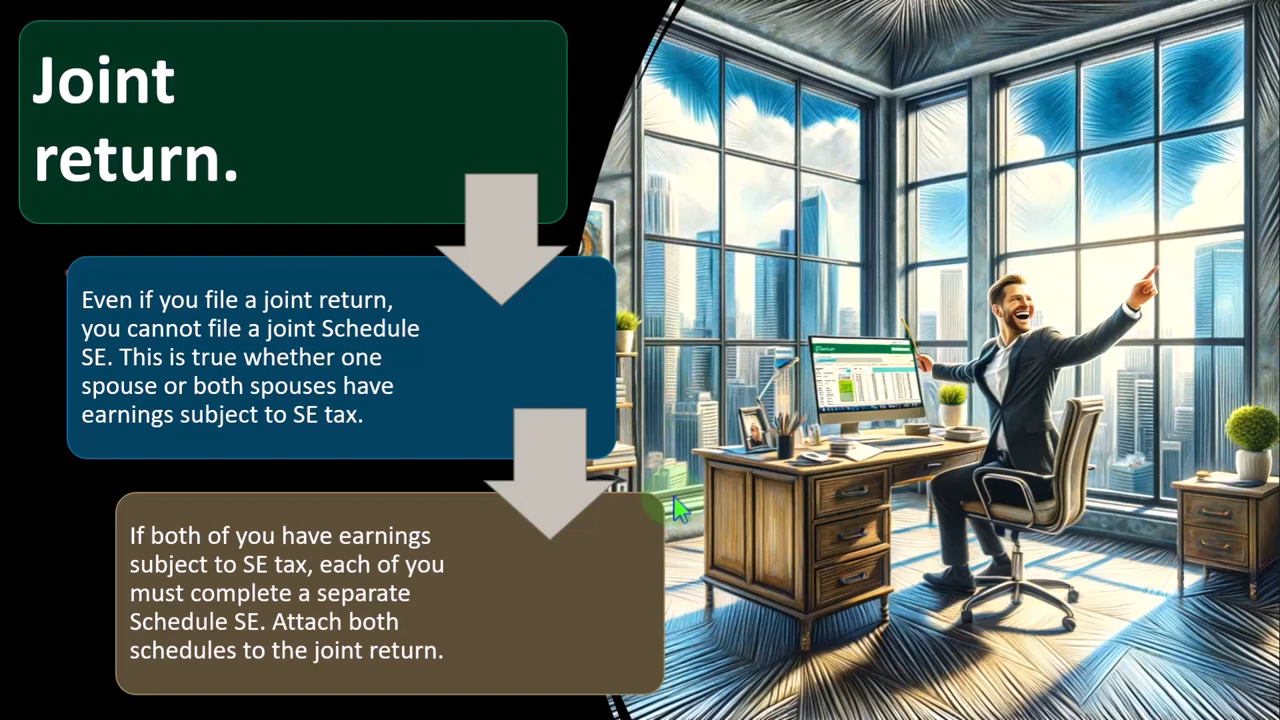 Joint
return.
Even if you file a joint return,
you cannot file a joint Schedule
SE. This is true whether one
spouse or both spouses have
earnings subject to SE tax.
If both of you have earnings
subject to SE tax, each of you
must complete a separate
Schedule SE. Attach both
schedules to the joint return.